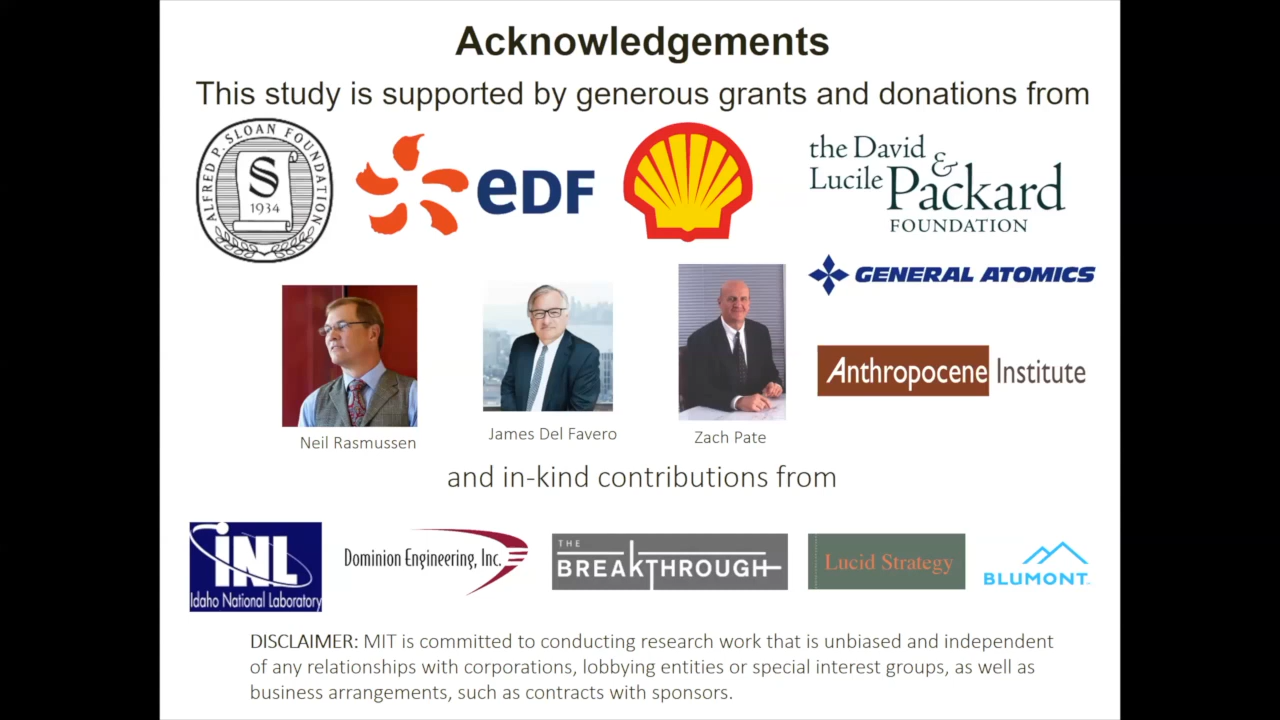 Acknowledgements
This study is supported by generous grants and donations from
ALFRED P. SLOAN FOUNDATION
S
1934
eDF
the David &
Lucile Packard
FOUNDATION
GENERAL ATOMICS
Anthropocene Institute
Neil Rasmussen
James Del Favero
Zach Pate
and in-kind contributions from
INL
Idaho National Laboratory
Dominion Engineering, Inc.
THE
BREAKTHROUGH
Lucid Strategy
BLUMONT
DISCLAIMER: MIT is committed to conducting research work that is unbiased and independent
of any relationships with corporations, lobbying entities or special interest groups, as well as
business arrangements, such as contracts with sponsors.